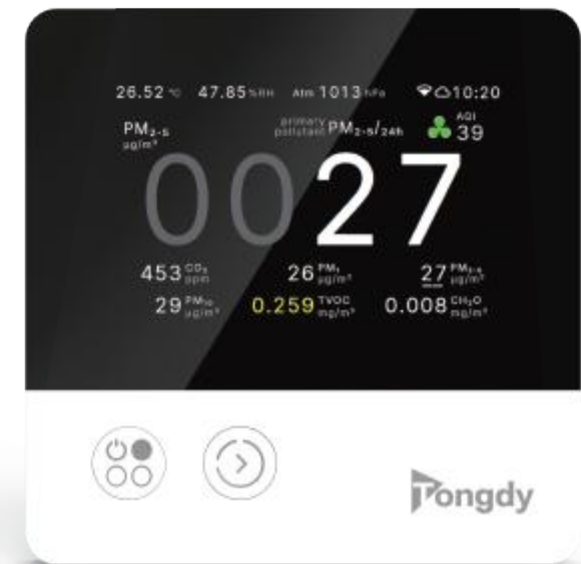 26.52 °C 47.85 %RH Atm 1013 hPa 10:20
PM2.5 primary pollutant PM2.5/24h AQI 39
μg/m³
0027
453 CO2 ppm 26 PM1 μg/m³ 27 PM2.5 μg/m³
29 PM10 μg/m³ 0.259 TVOC mg/m³ 0.008 CH2O mg/m³
Tongdy